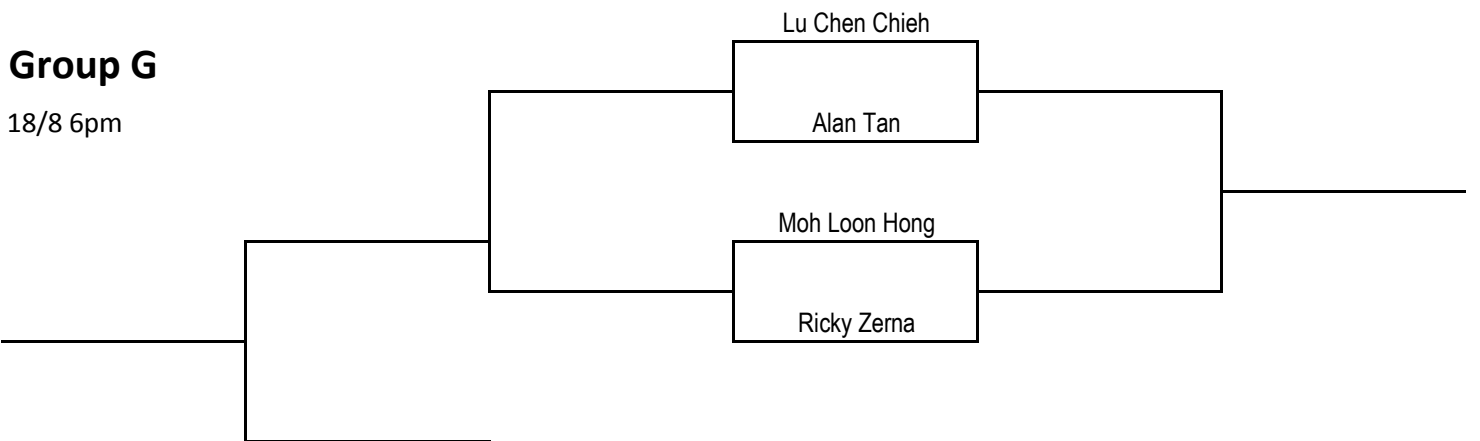 Lu Chen Chieh
Group G
18/8 6pm
Alan Tan
Moh Loon Hong
Ricky Zerna